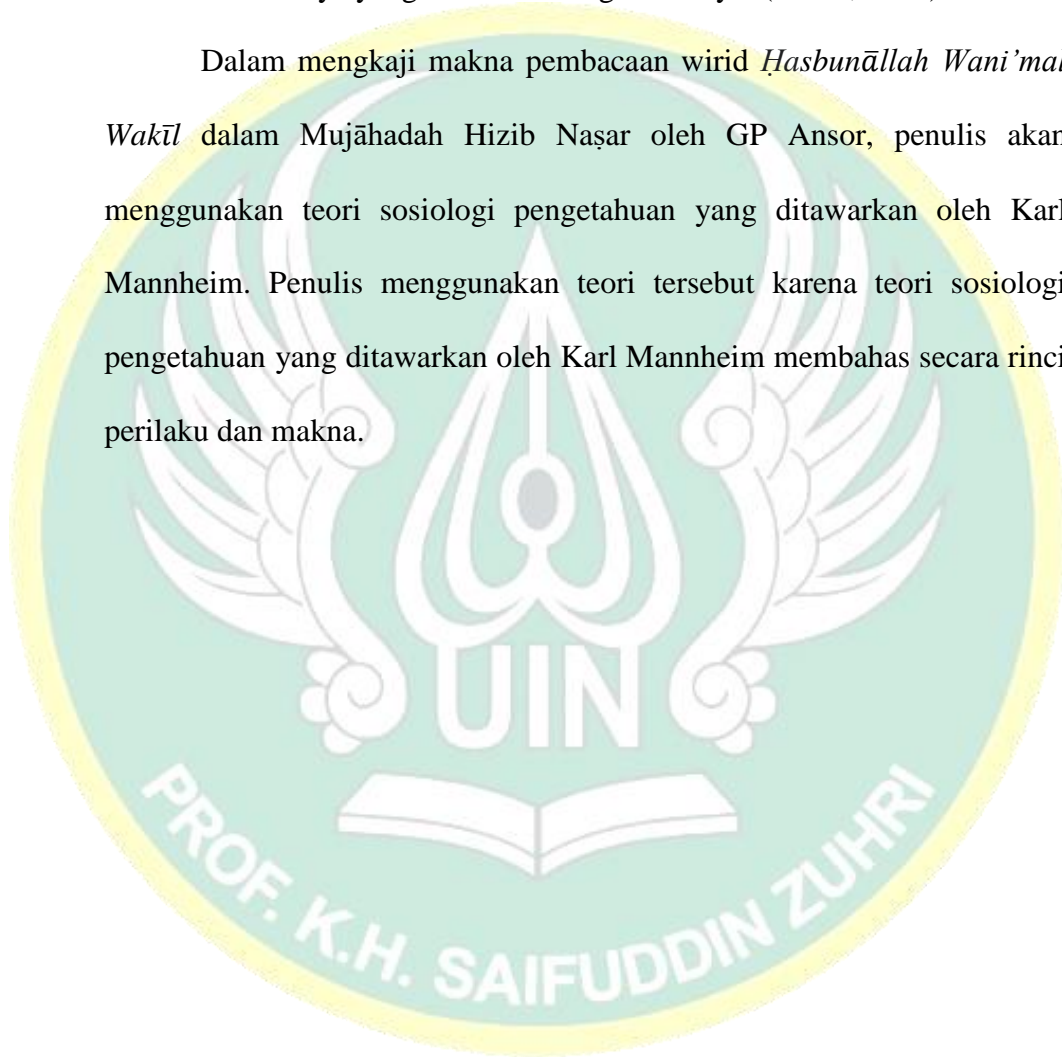 Dalam mengkaji makna pembacaan wirid Ḥasbunāllah Wani’mal
Wakīl dalam Mujāhadah Hizib Naṣar oleh GP Ansor, penulis akan
menggunakan teori sosiologi pengetahuan yang ditawarkan oleh Karl
Mannheim. Penulis menggunakan teori tersebut karena teori sosiologi
pengetahuan yang ditawarkan oleh Karl Mannheim membahas secara rinci
perilaku dan makna.
UIN
PROF. K.H. SAIFUDDIN ZUHRI